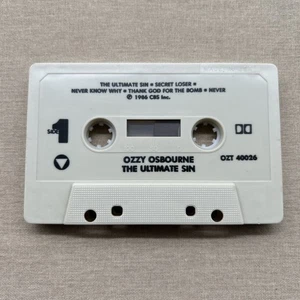 THE ULTIMATE SIN • SECRET LOSER •
NEVER KNOW WHY • THANK GOD FOR THE BOMB • NEVER
℗ 1986 CBS Inc.
SIDE 1
OZZY OSBOURNE
THE ULTIMATE SIN
OZT 40026